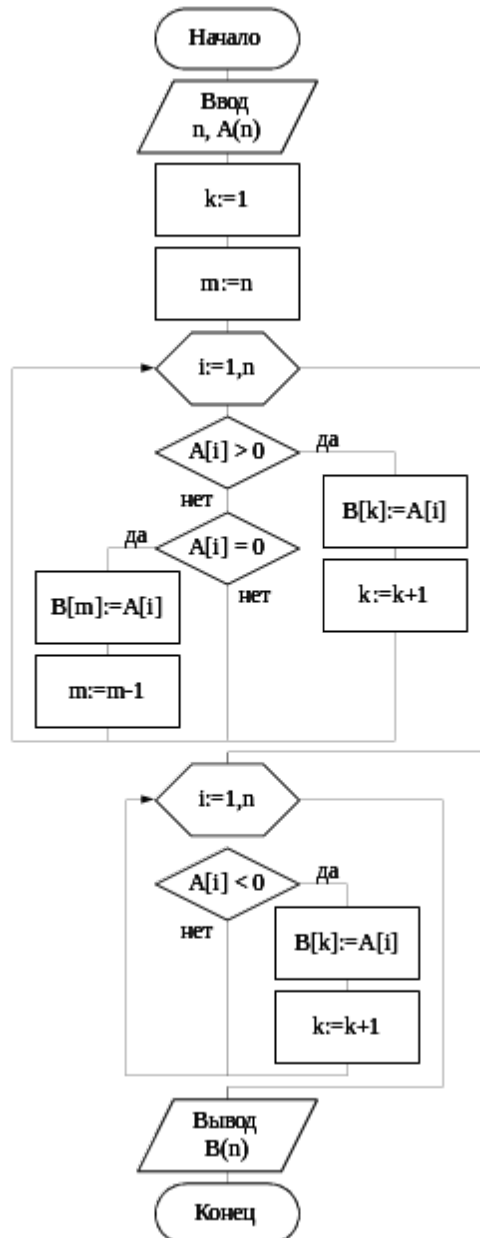 Начало
Ввод
n, A(n)
k:=1
m:=n
i:=1,n
A[i] > 0
да
нет
B[k]:=A[i]
да
A[i] = 0
нет
B[m]:=A[i]
k:=k+1
m:=m-1
i:=1,n
A[i] < 0
да
нет
B[k]:=A[i]
k:=k+1
Вывод
B(n)
Конец